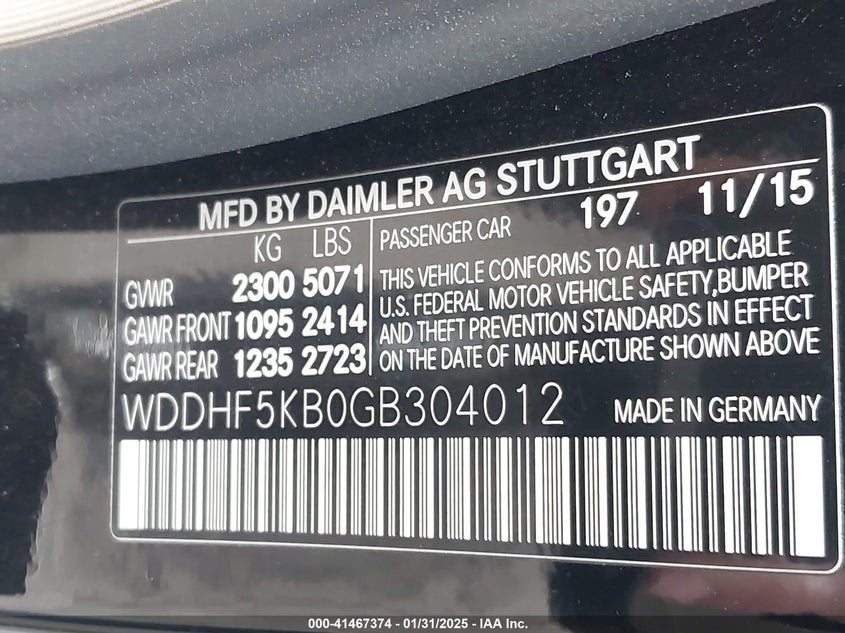 MFD BY DAIMLER AG STUTTGART
KG LBS
GVWR 2300 5071
GAWR FRONT 1095 2414
GAWR REAR 1235 2723
PASSENGER CAR 197 11/15
THIS VEHICLE CONFORMS TO ALL APPLICABLE
U.S. FEDERAL MOTOR VEHICLE SAFETY,BUMPER
AND THEFT PREVENTION STANDARDS IN EFFECT
ON THE DATE OF MANUFACTURE SHOWN ABOVE
WDDHF5KB0GB304012 MADE IN GERMANY
000-41467374 - 01/31/2025 - IAA Inc.